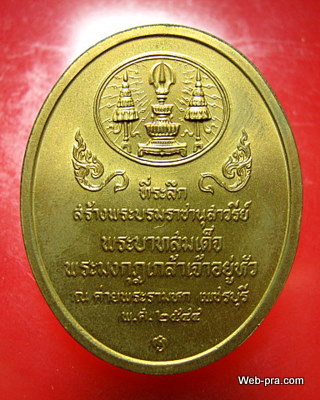 ที่ระลึก
สร้างพระบรมราชานุสาวรีย์
พระบาทสมเด็จ
พระมงกุฎเกล้าเจ้าอยู่หัว
ณ ค่ายพระรามหก เพชรบุรี
พ.ศ. ๒๕๔๔
Web-pra.com